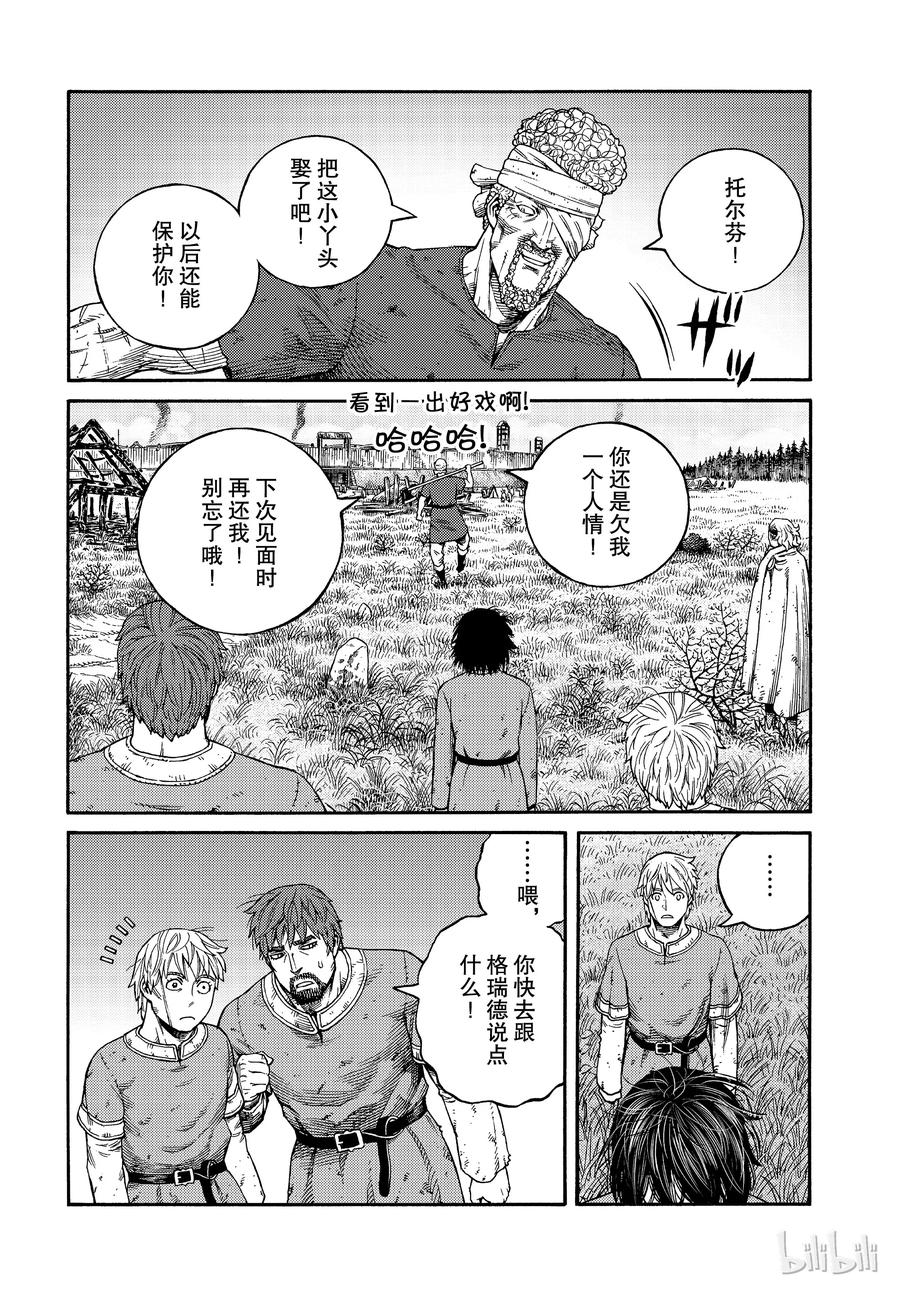 托尔芬！
把这小丫头
娶了吧！
以后还能
保护你！
ザッ
看到一出好戏啊！
哈哈哈！
你还是欠我
一个人情！
下次见面时
再还我！
别忘了哦！
……
……喂，
你快去跟
格瑞德说点
什么！
bilibili